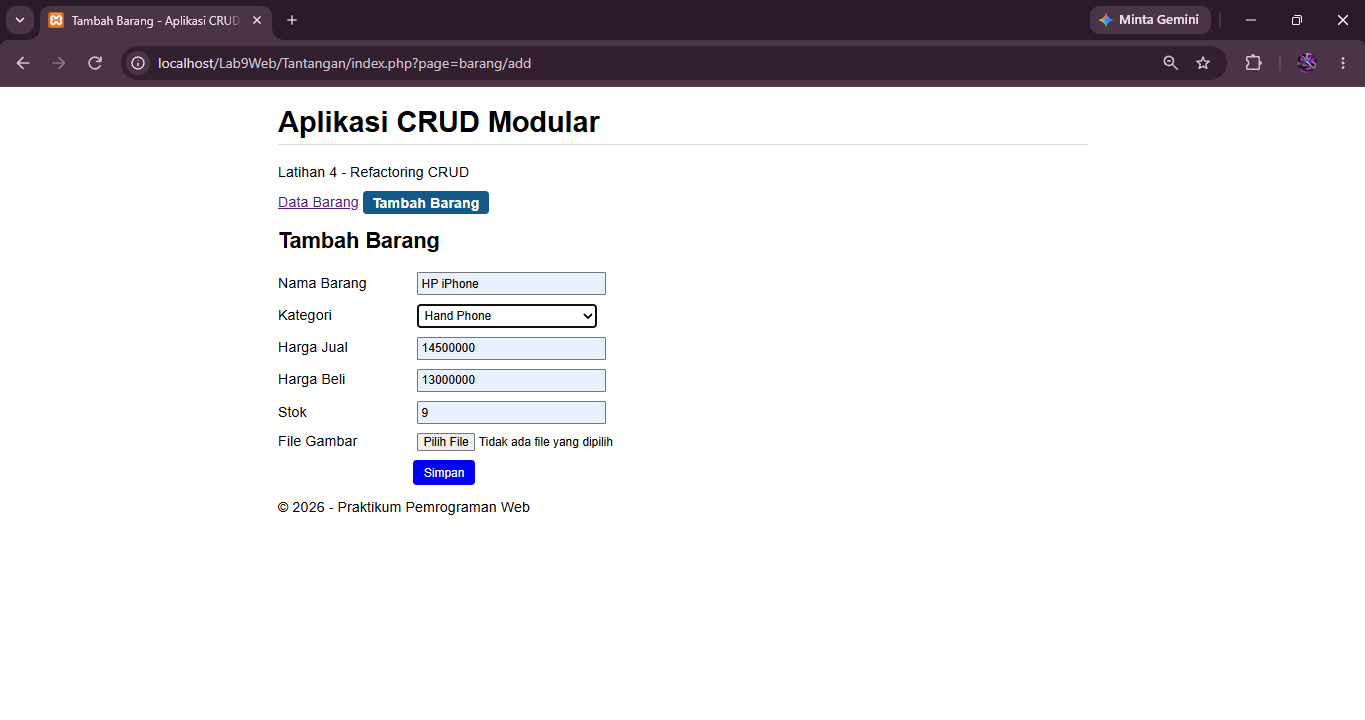 Tambah Barang - Aplikasi CRUD
Minta Gemini
localhost/Lab9Web/Tantangan/index.php?page=barang/add
Aplikasi CRUD Modular
Latihan 4 - Refactoring CRUD
Data Barang Tambah Barang
Tambah Barang
Nama Barang HP iPhone
Kategori Hand Phone
Harga Jual 14500000
Harga Beli 13000000
Stok 9
File Gambar Pilih File Tidak ada file yang dipilih
Simpan
© 2026 - Praktikum Pemrograman Web